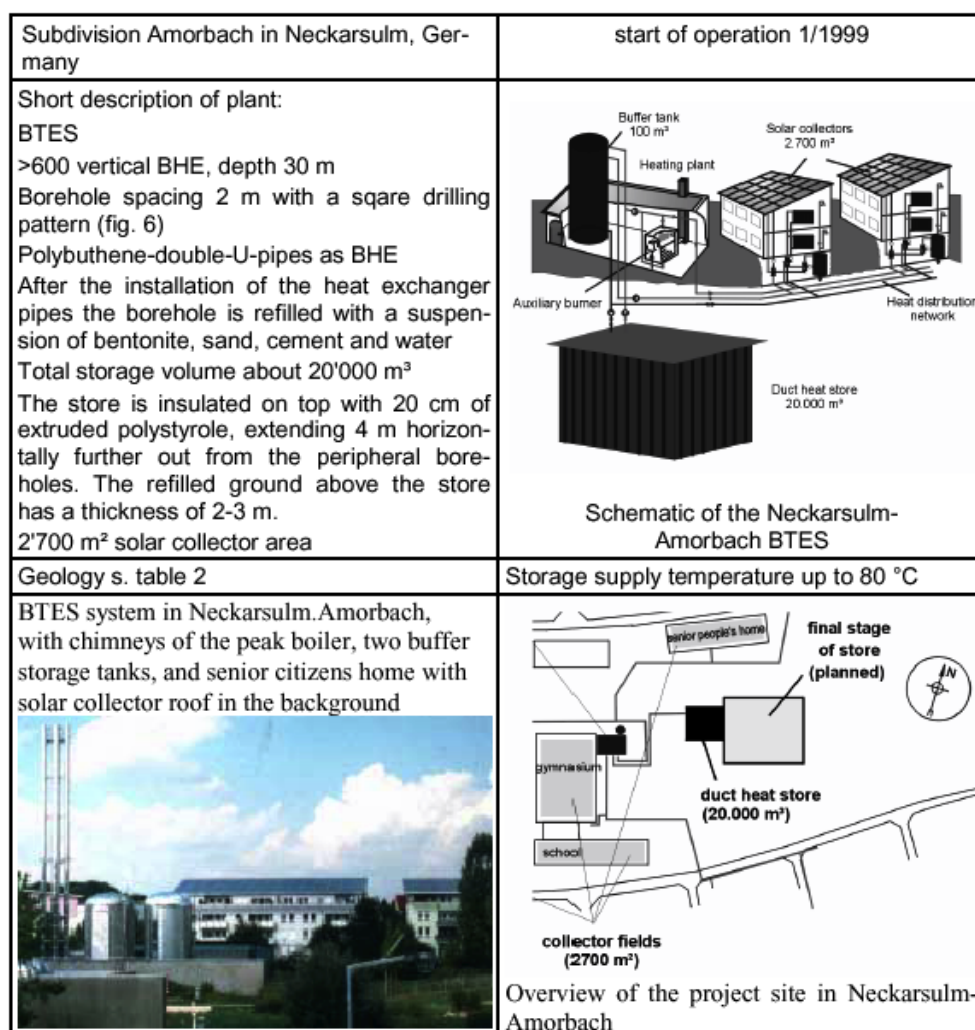 Subdivision Amorbach in Neckarsulm, Ger-
many
start of operation 1/1999
Short description of plant:
BTES
>600 vertical BHE, depth 30 m
Borehole spacing 2 m with a sqare drilling
pattern (fig. 6)
Polybuthene-double-U-pipes as BHE
After the installation of the heat exchanger
pipes the borehole is refilled with a suspen-
sion of bentonite, sand, cement and water
Total storage volume about 20'000 m³
The store is insulated on top with 20 cm of
extruded polystyrole, extending 4 m horizon-
tally further out from the peripheral bore-
holes. The refilled ground above the store
has a thickness of 2-3 m.
2'700 m² solar collector area
Buffer tank
100 m³
Heating plant
Solar collectors
2.700 m²
Auxiliary burner
Heat distribution
network
Duct heat store
20.000 m³
Schematic of the Neckarsulm-
Amorbach BTES
Geology s. table 2
Storage supply temperature up to 80 °C
BTES system in Neckarsulm.Amorbach,
with chimneys of the peak boiler, two buffer
storage tanks, and senior citizens home with
solar collector roof in the background
senior people's home
final stage
of store
(planned)
N
gymnasium
duct heat store
(20.000 m³)
school
collector fields
(2700 m²)
Overview of the project site in Neckarsulm-
Amorbach